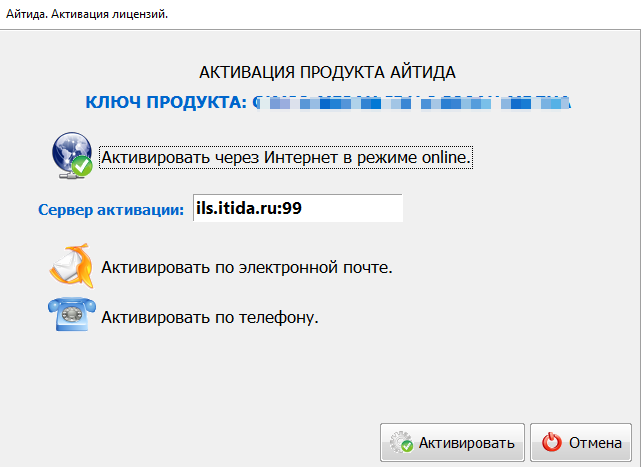 Айтида. Активация лицензий.
АКТИВАЦИЯ ПРОДУКТА АЙТИДА
КЛЮЧ ПРОДУКТА:
Активировать через Интернет в режиме online.
Сервер активации: ils.itida.ru:99
Активировать по электронной почте.
Активировать по телефону.
Активировать Отмена